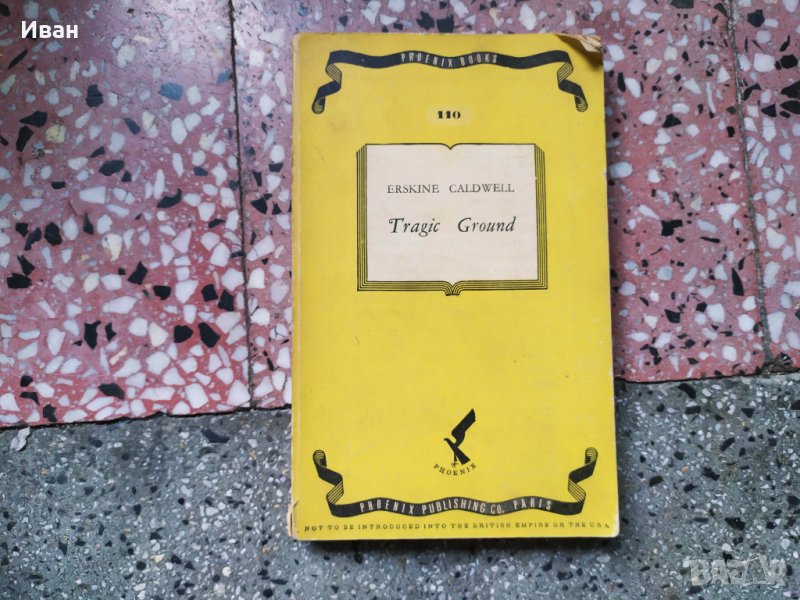 Иван
PHOENIX BOOKS
110
ERSKINE CALDWELL
Tragic Ground
PHOENIX
PHOENIX PUBLISHING CO. PARIS
NOT TO BE INTRODUCED INTO THE BRITISH EMPIRE OR THE U.S.A.
BAZAR